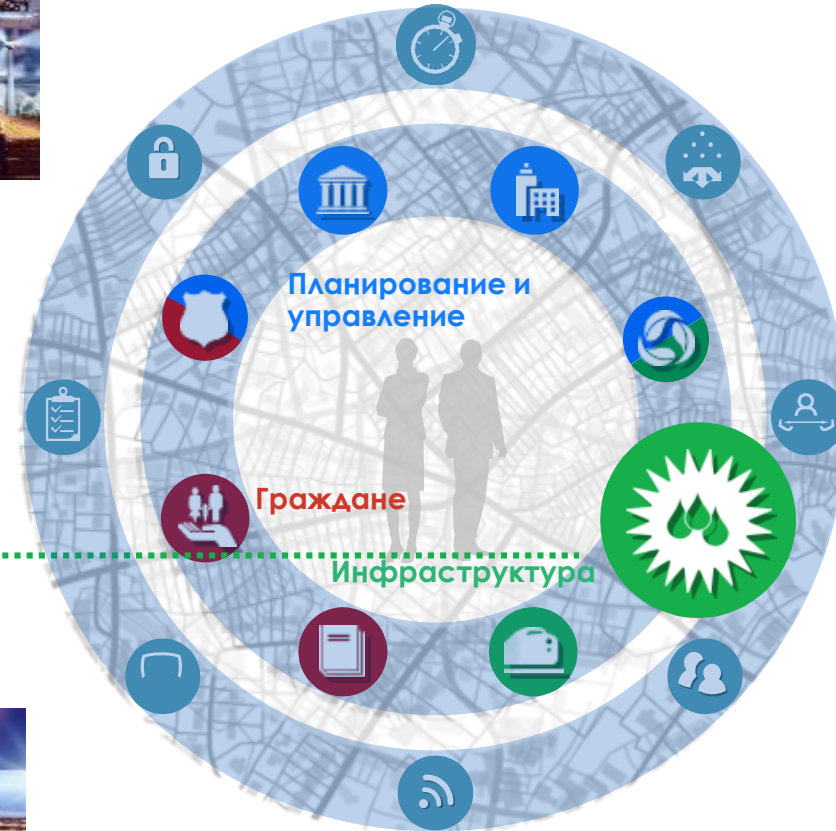 Планирование и
управление
Граждане
Инфраструктура